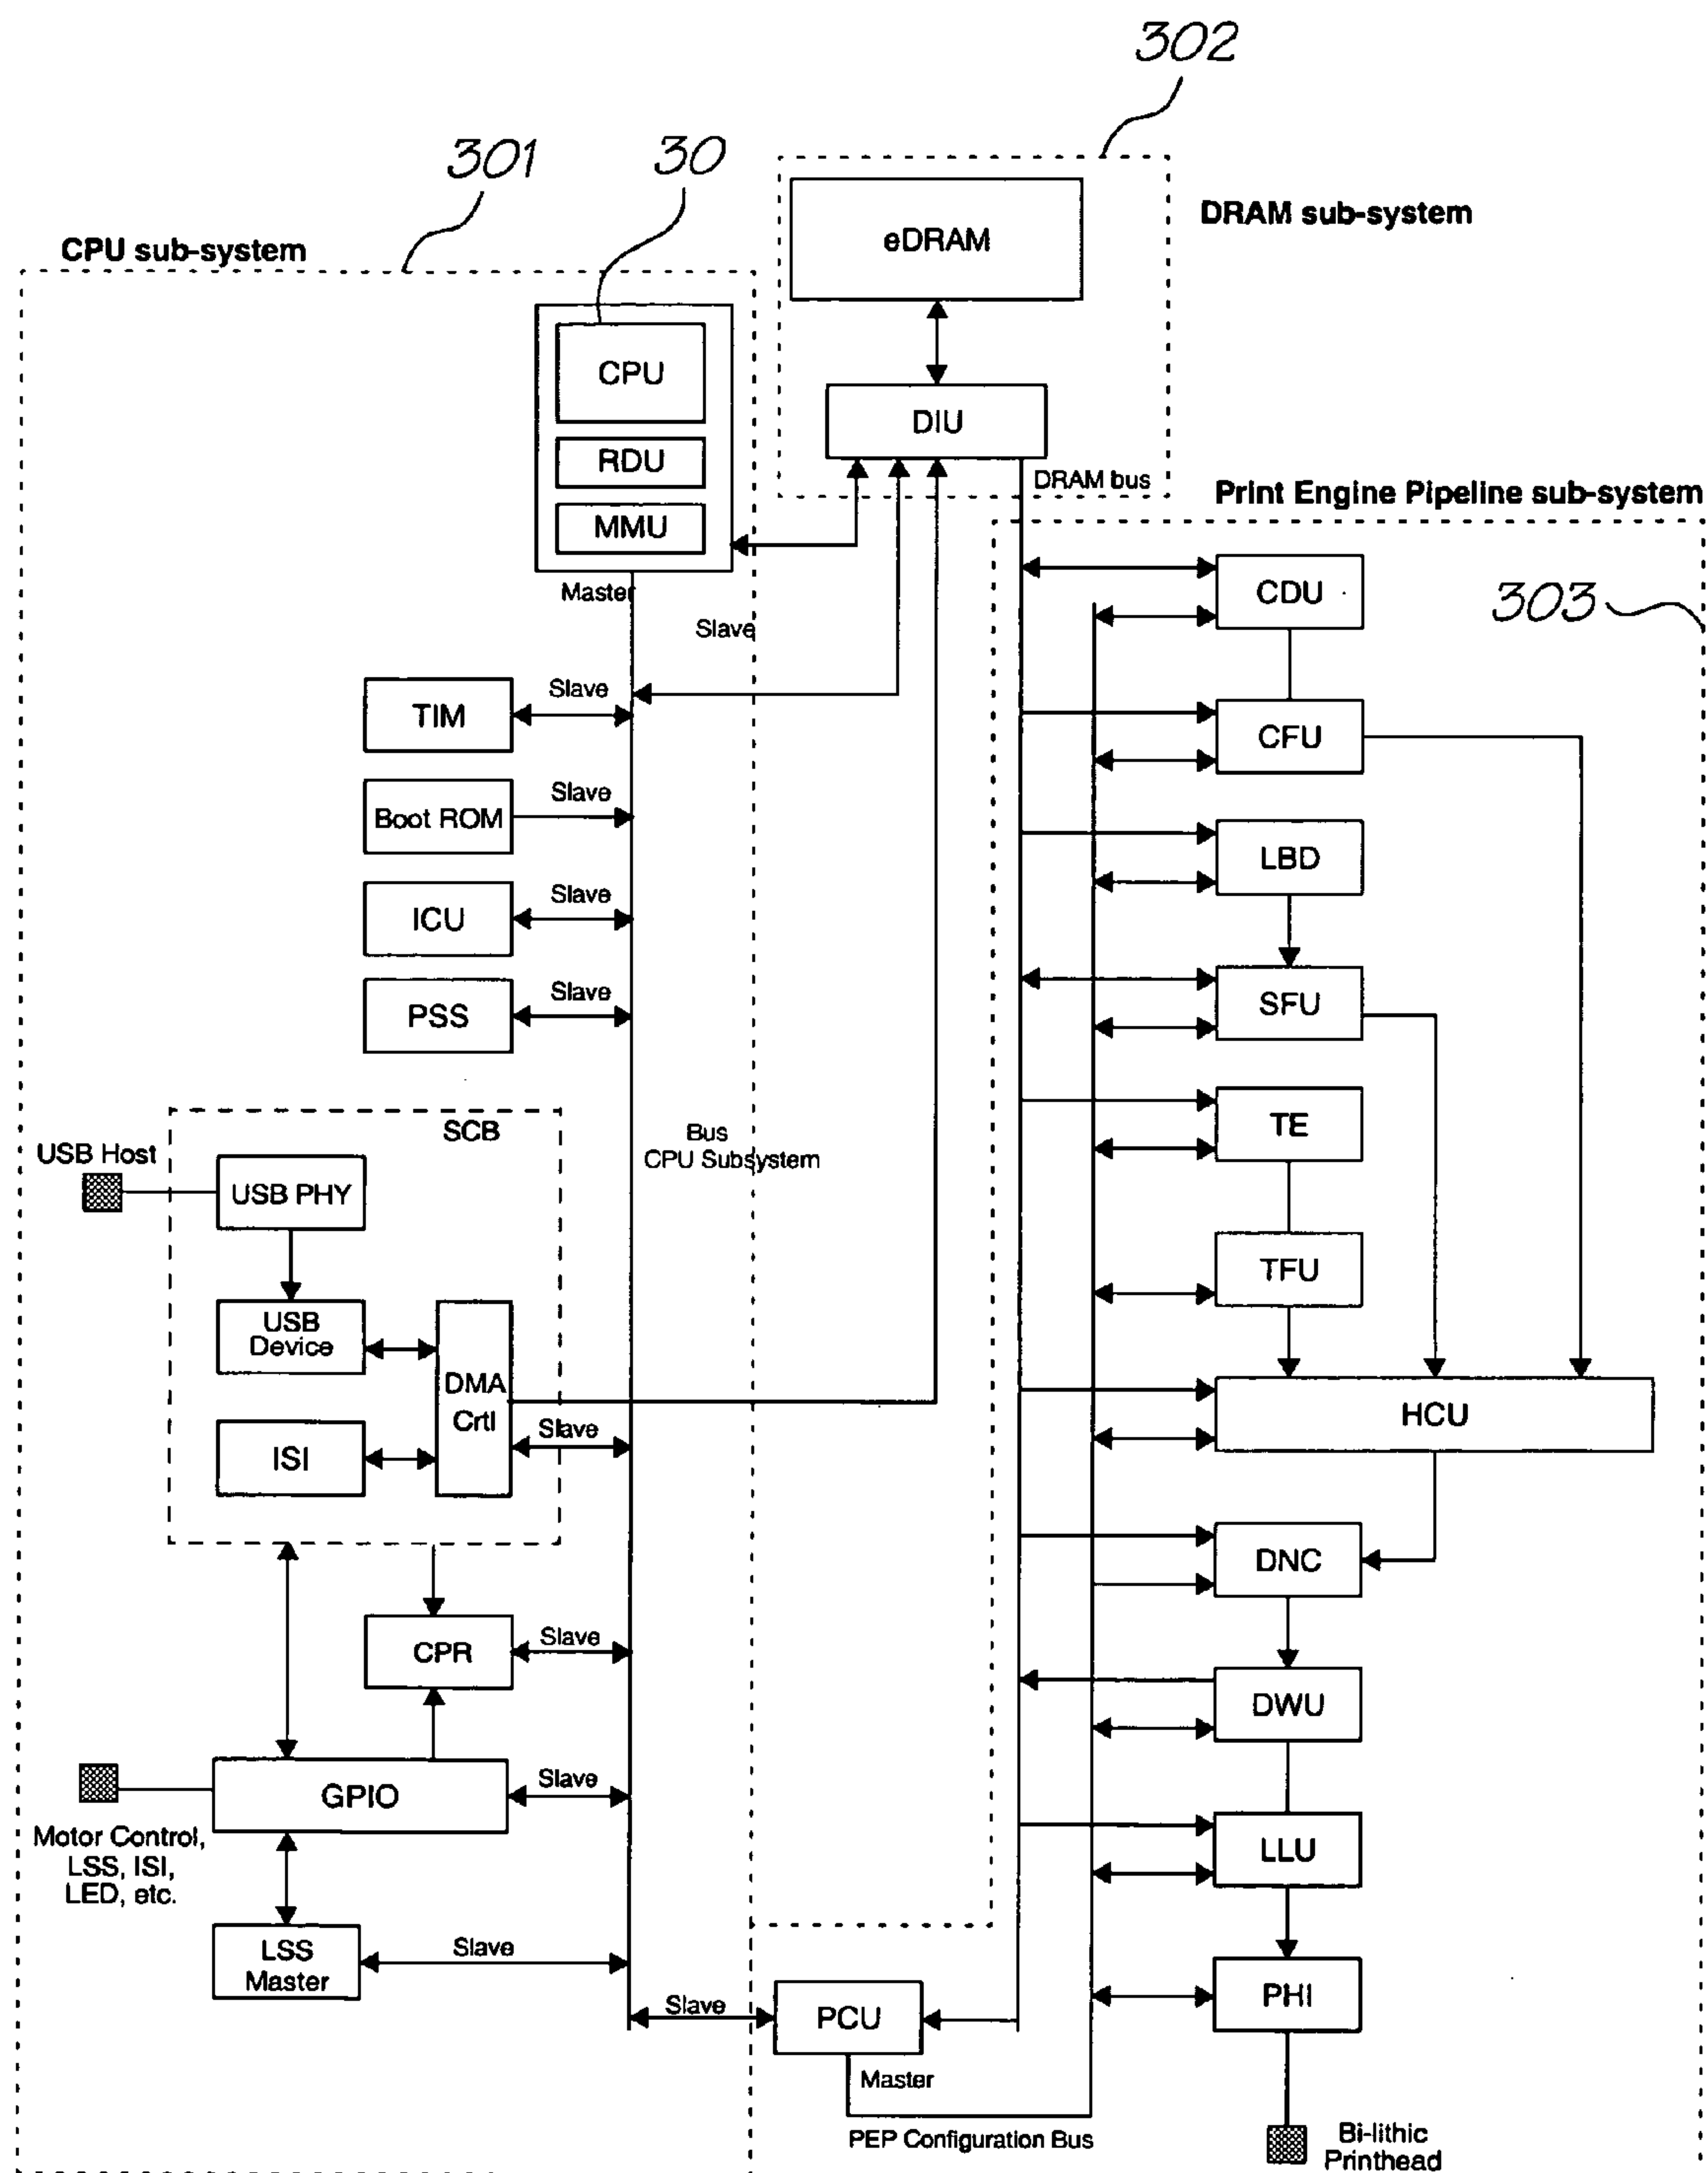 302
301
30
DRAM sub-system
CPU sub-system
eDRAM
CPU
DIU
RDU
DRAM bus
Print Engine Pipeline sub-system
MMU
Master
CDU
303
Slave
TIM
Slave
CFU
Boot ROM
Slave
LBD
ICU
Slave
PSS
Slave
SFU
SCB
TE
USB Host
Bus
CPU Subsystem
USB PHY
TFU
USB
Device
DMA
Crtl
HCU
ISI
Slave
DNC
CPR
Slave
DWU
GPIO
Slave
Motor Control,
LSS, ISI,
LED, etc.
LLU
LSS
Master
Slave
PHI
Slave
PCU
Master
PEP Configuration Bus
Bi-lithic
Printhead